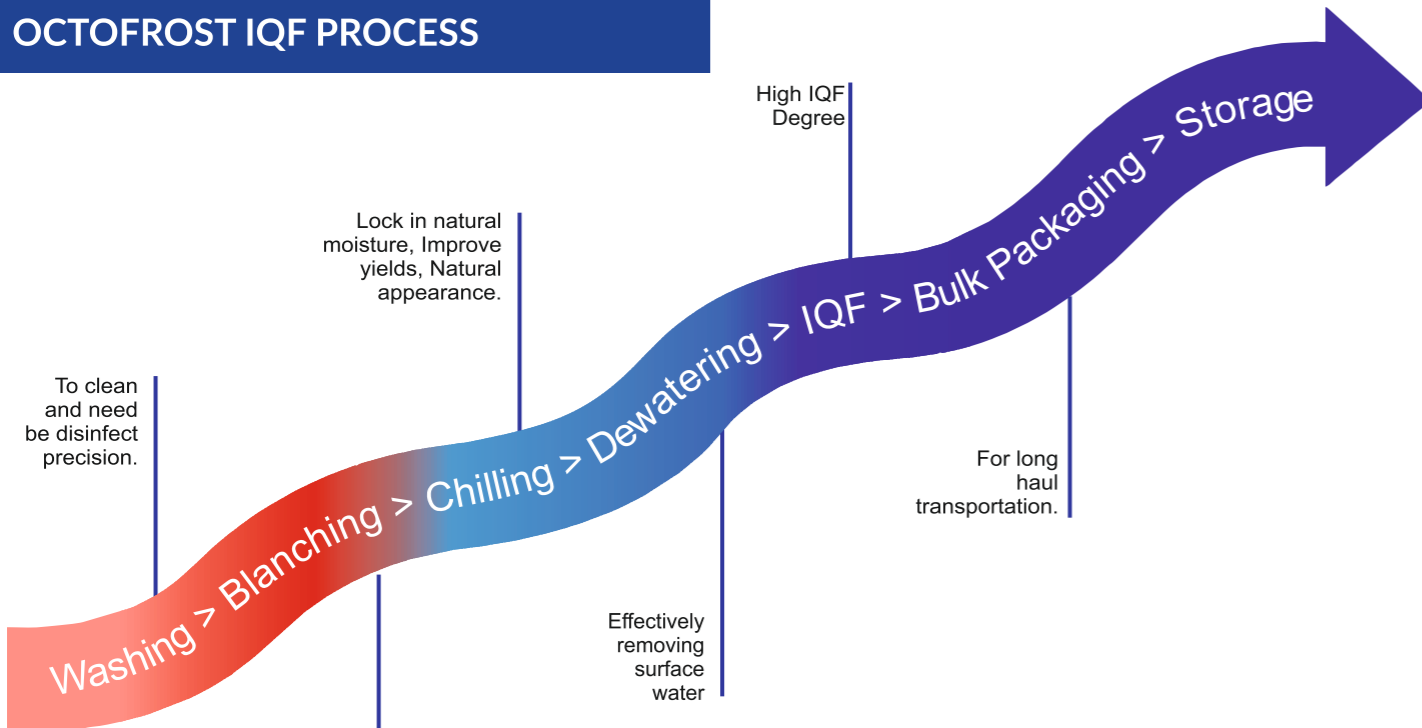 OCTOFROST IQF PROCESS
High IQF
Degree
Lock in natural
moisture, Improve
yields, Natural
appearance.
To clean
and need
be disinfect
precision.
Washing > Blanching > Chilling > Dewatering > IQF > Bulk Packaging > Storage
For long
haul
transportation.
Effectively
removing
surface
water